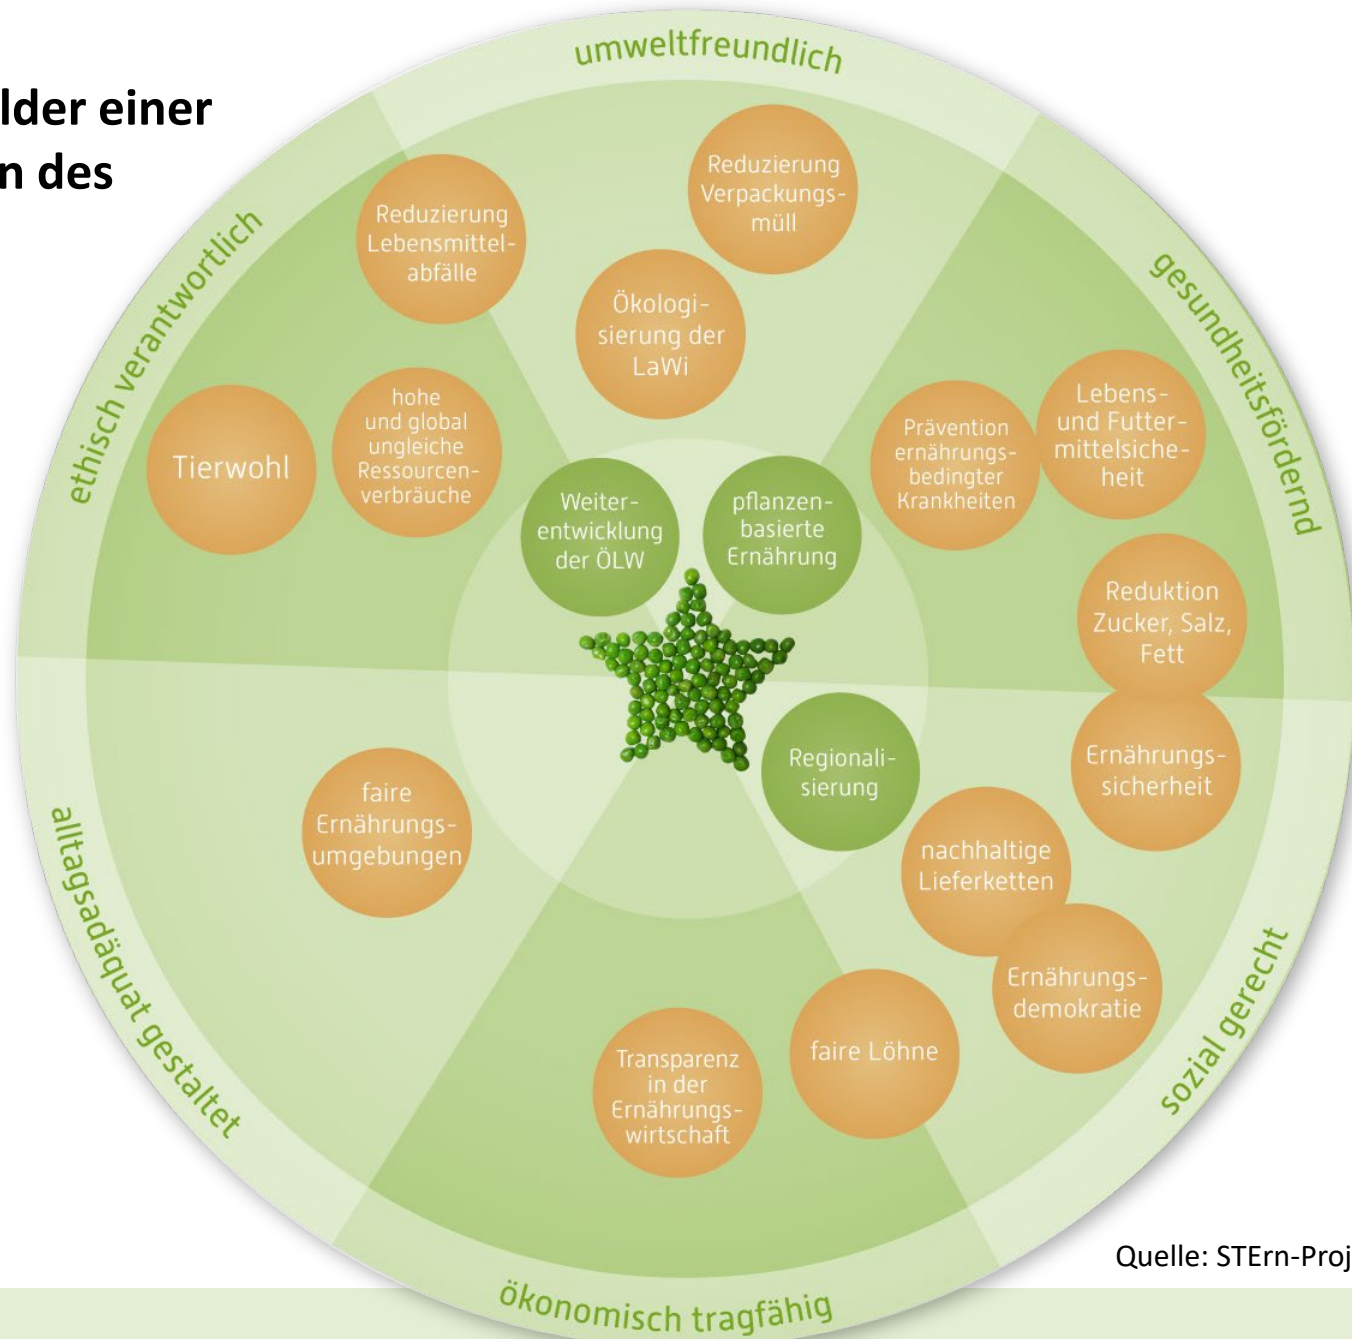 lder einer
n des
umweltfreundlich
ethisch verantwortlich
gesundheitsfördernd
Reduzierung
Verpackungs-
müll
Reduzierung
Lebensmittel-
abfälle
Ökologi-
sierung der
LaWi
hohe
und global
ungleiche
Ressourcen-
verbräuche
Tierwohl
Prävention
ernährungs-
bedingter
Krankheiten
Lebens-
und Futter-
mittelsiche-
heit
Weiter-
entwicklung
der ÖLW
pflanzen-
basierte
Ernährung
Reduktion
Zucker, Salz,
Fett
Regionali-
sierung
Ernährungs-
sicherheit
faire
Ernährungs-
umgebungen
nachhaltige
Lieferketten
Ernährungs-
demokratie
faire Löhne
Transparenz
in der
Ernährungs-
wirtschaft
alltagsadäquat gestaltet
sozial gerecht
Quelle: STErn-Proj
ökonomisch tragfähig